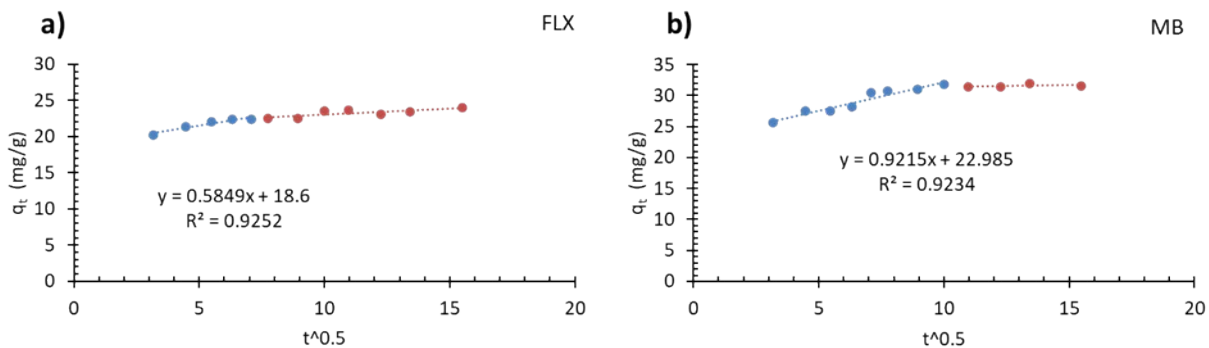 a)
FLX
30
25
20
15
10
5
0
qₜ (mg/g)
y = 0.5849x + 18.6
R² = 0.9252
0 5 10 15 20
t^0.5
b)
MB
35
30
25
20
15
10
5
0
qₜ (mg/g)
y = 0.9215x + 22.985
R² = 0.9234
0 5 10 15 20
t^0.5